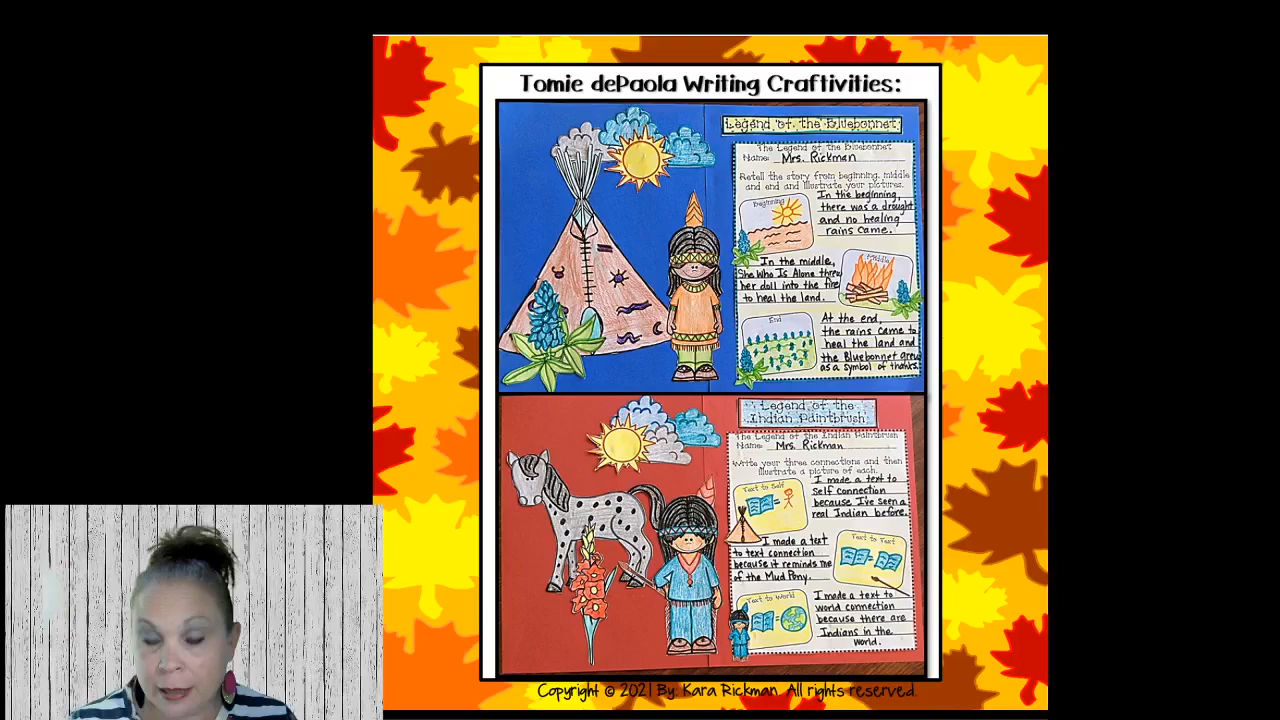 Tomie dePaola Writing Craftivities:
Legend of the Bluebonnet
The Legend of the Bluebonnet
Name: Mrs. Rickman
Retell the story from beginning, middle
and end and illustrate your pictures.
Beginning
In the beginning,
there was a drought
and no healing
rains came.
In the middle,
She Who Is Alone threw
her doll into the fire
to heal the land.
Middle
End
At the end,
the rains came to
heal the land and
the Bluebonnet grew
as a symbol of thanks.
Legend of the
Indian Paintbrush
The Legend of the Indian Paintbrush
Name: Mrs. Rickman
Write your three connections and then
illustrate a picture of each.
Text to Self
I made a text to
self connection
because I've seen a
real Indian before.
I made a text
to text connection
because it reminds me
of the Mud Pony.
Text to Text
Text to World
I made a text to
world connection
because there are
Indians in the
world.
Copyright © 2021 By: Kara Rickman All rights reserved.